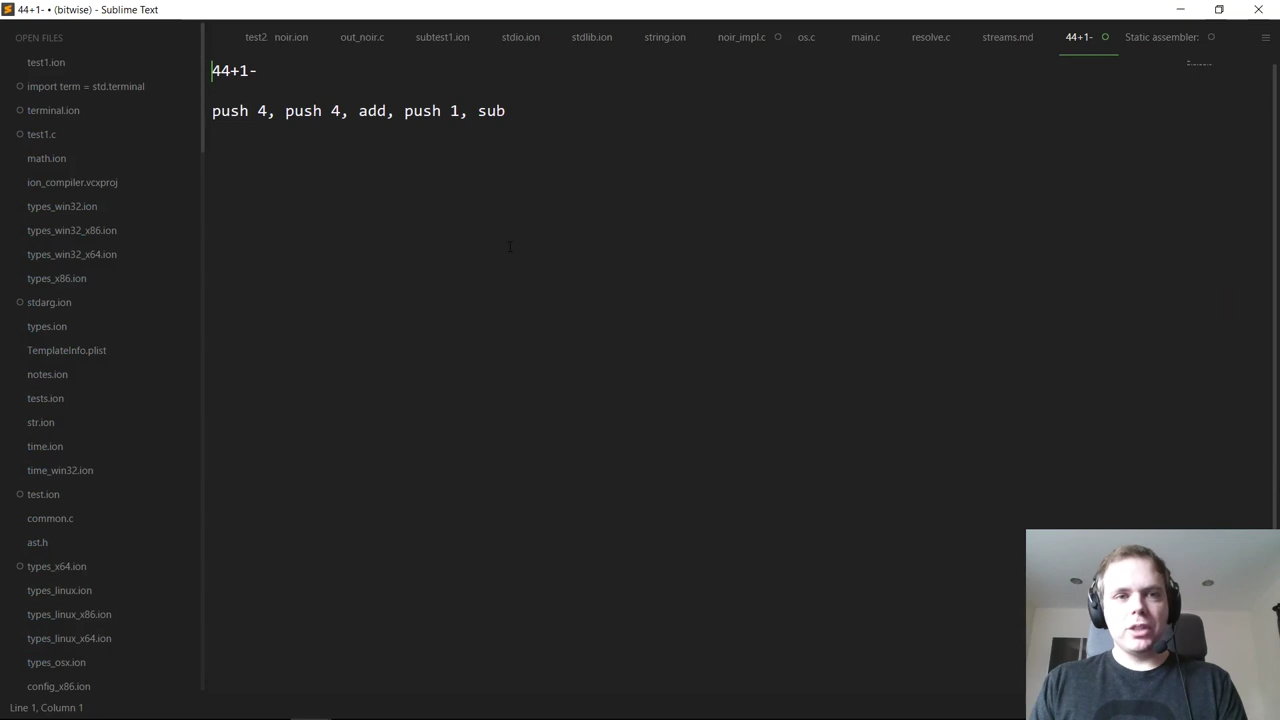 44+1- • (bitwise) - Sublime Text
OPEN FILES
test1.ion
import term = std.terminal
terminal.ion
test1.c
math.ion
ion_compiler.vcxproj
types_win32.ion
types_win32_x86.ion
types_win32_x64.ion
types_x86.ion
stdarg.ion
types.ion
TemplateInfo.plist
notes.ion
tests.ion
str.ion
time.ion
time_win32.ion
test.ion
common.c
ast.h
types_x64.ion
types_linux.ion
types_linux_x86.ion
types_linux_x64.ion
types_osx.ion
config_x86.ion
test2 noir.ion out_noir.c subtest1.ion stdio.ion stdlib.ion string.ion noir_impl.c os.c main.c resolve.c streams.md 44+1- Static assembler:
44+1-
push 4, push 4, add, push 1, sub
Line 1, Column 1